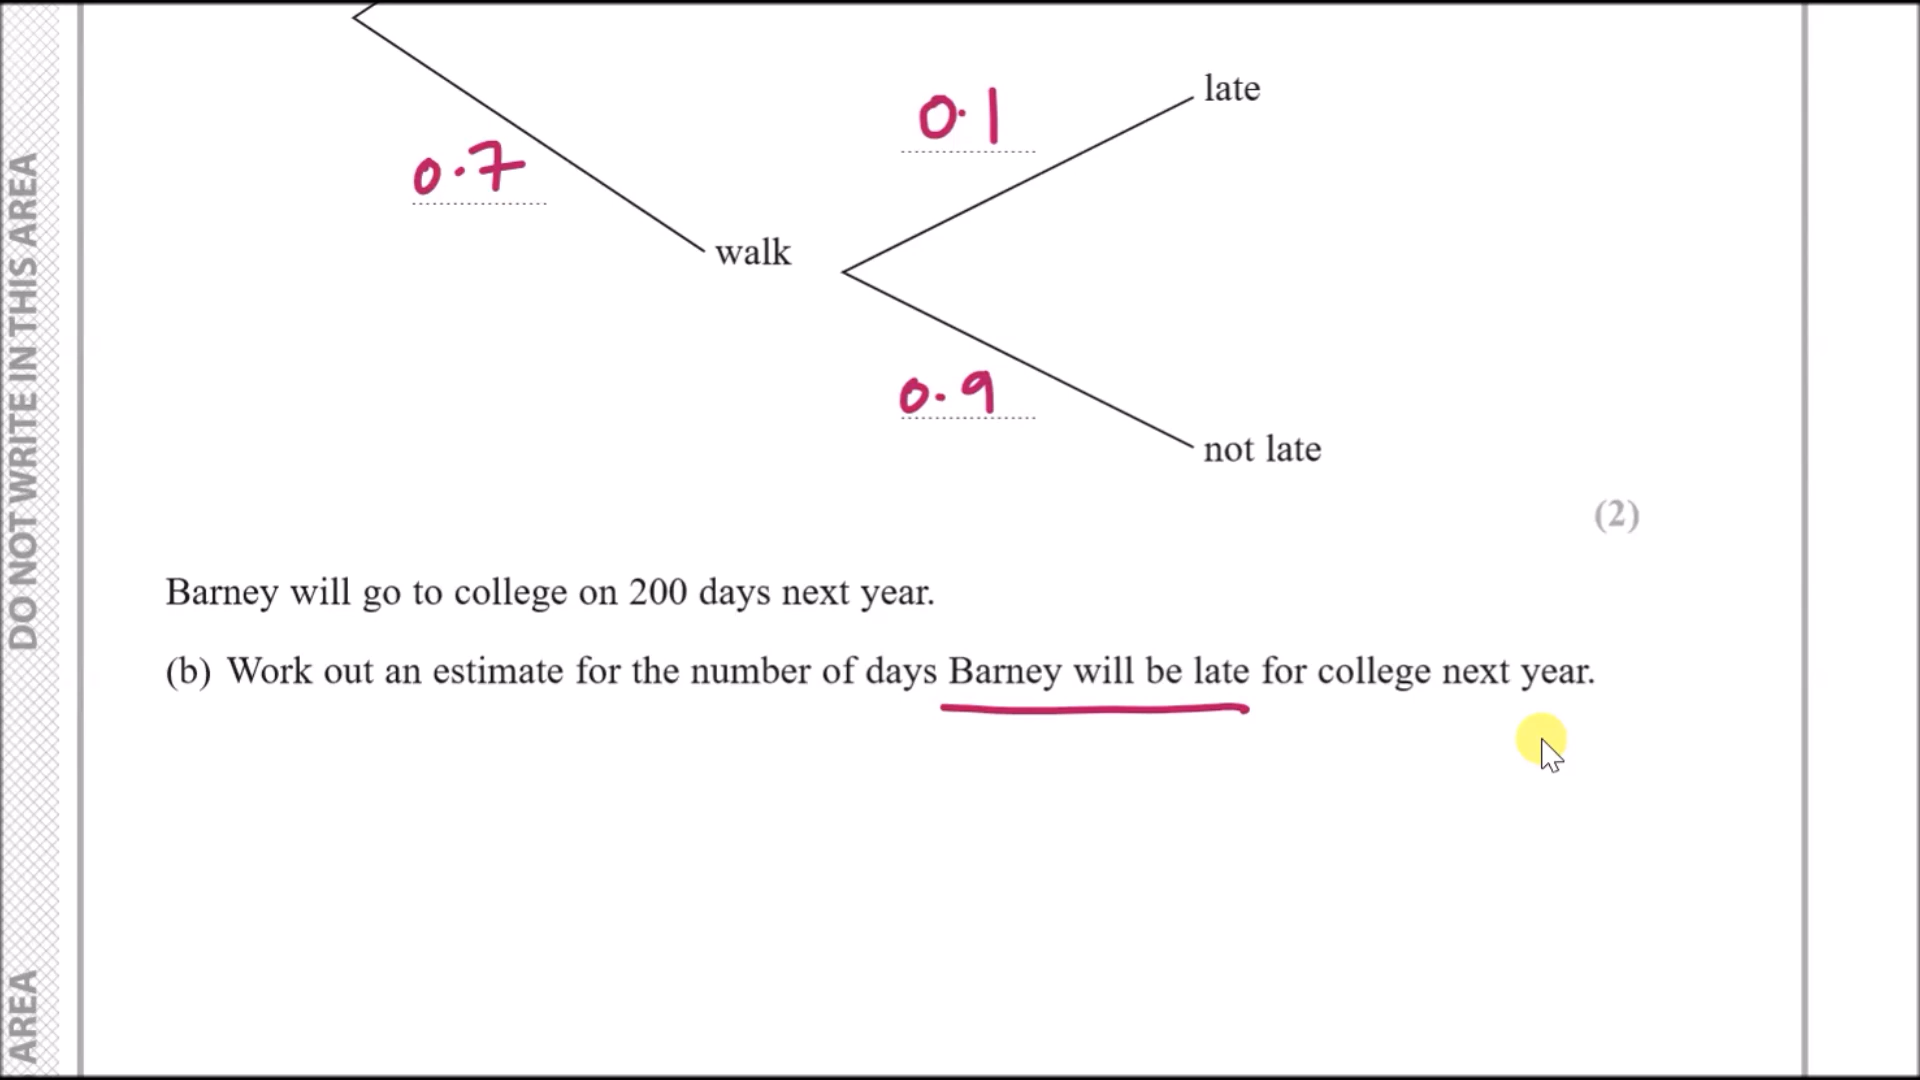 late
0.1
0.7
walk
0.9
not late
(2)
Barney will go to college on 200 days next year.
(b) Work out an estimate for the number of days Barney will be late for college next year.
DO NOT WRITE IN THIS AREA
AREA